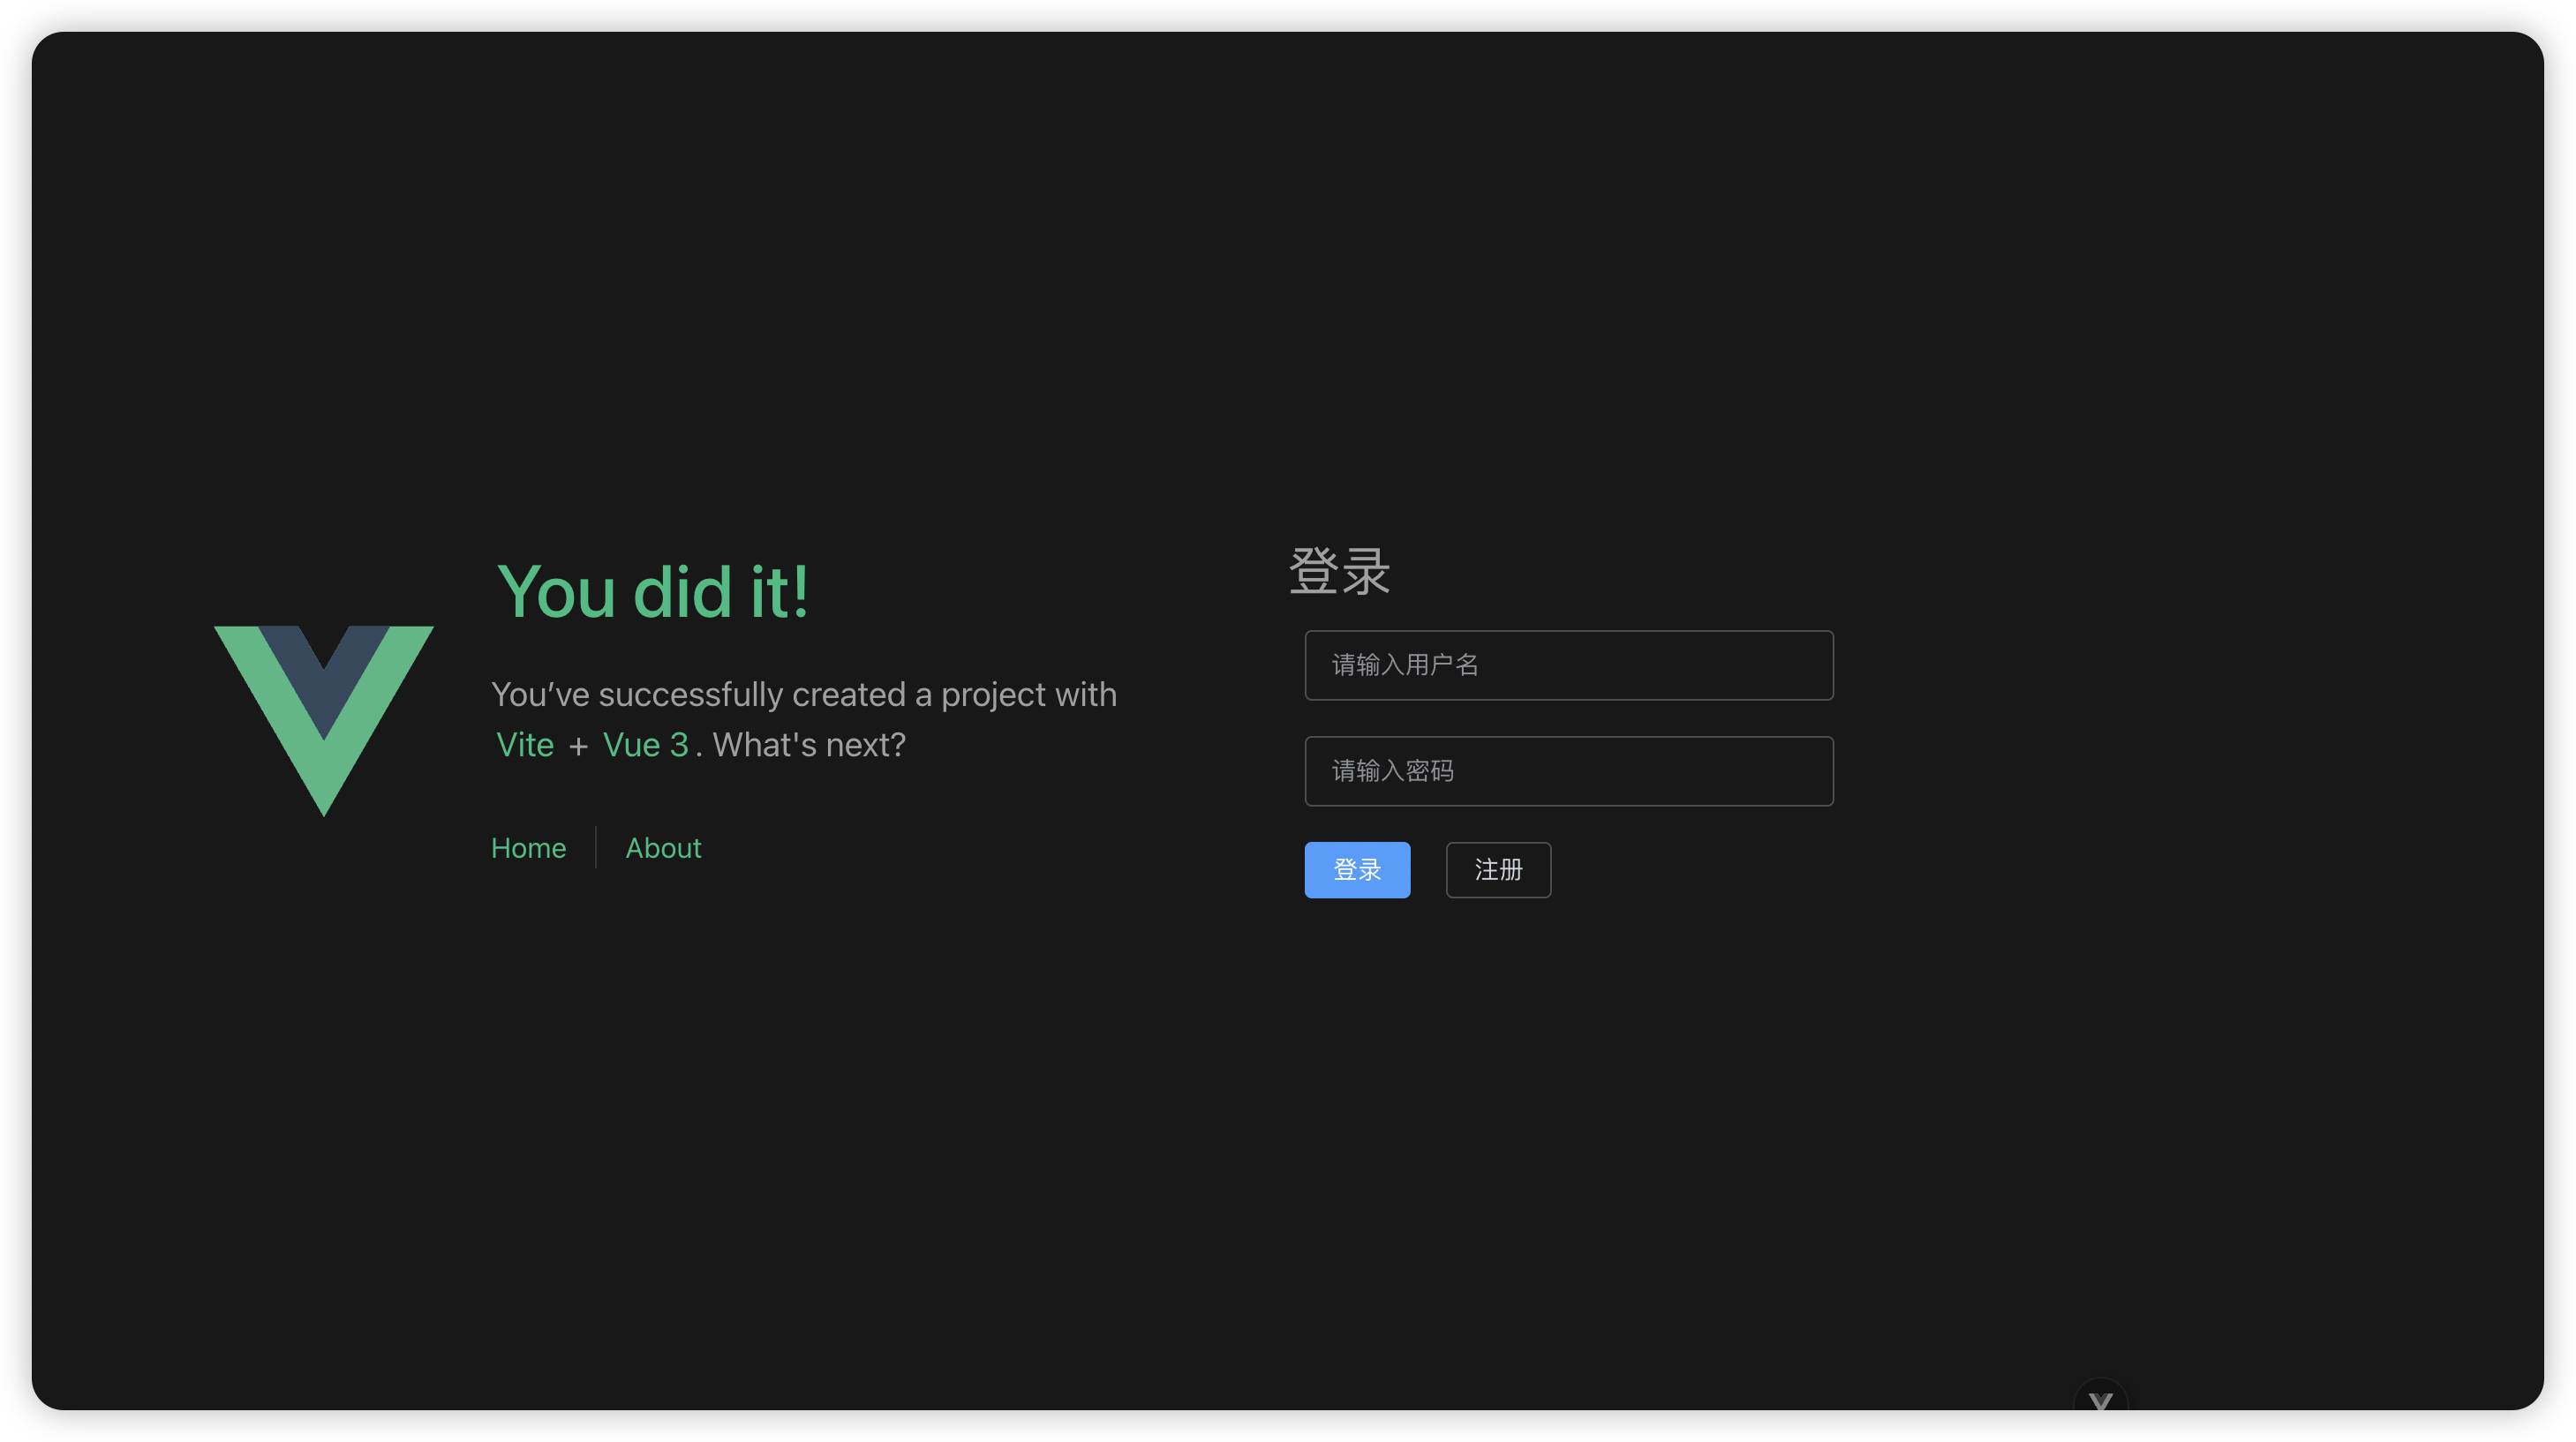 You did it!
You’ve successfully created a project with
Vite + Vue 3. What's next?
Home
About
登录
请输入用户名
请输入密码
登录
注册